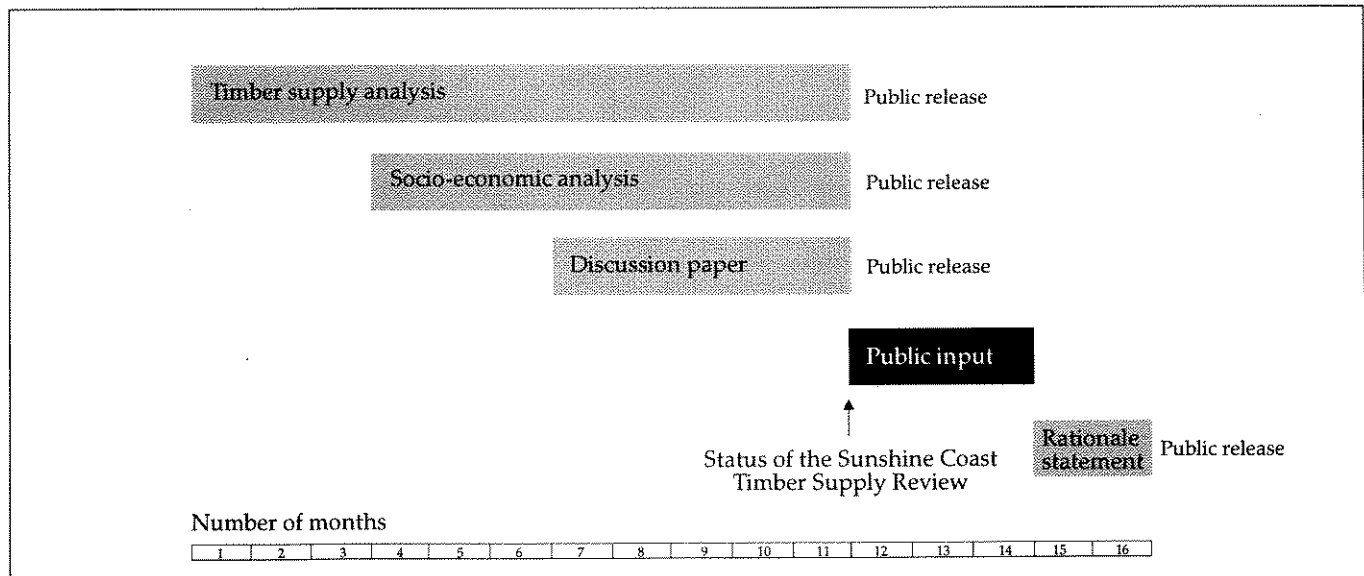 Timber supply analysis
Public release
Socio-economic analysis
Public release
Discussion paper
Public release
Public input
Status of the Sunshine Coast
Timber Supply Review
Rationale
statement
Public release
Number of months
1 2 3 4 5 6 7 8 9 10 11 12 13 14 15 16